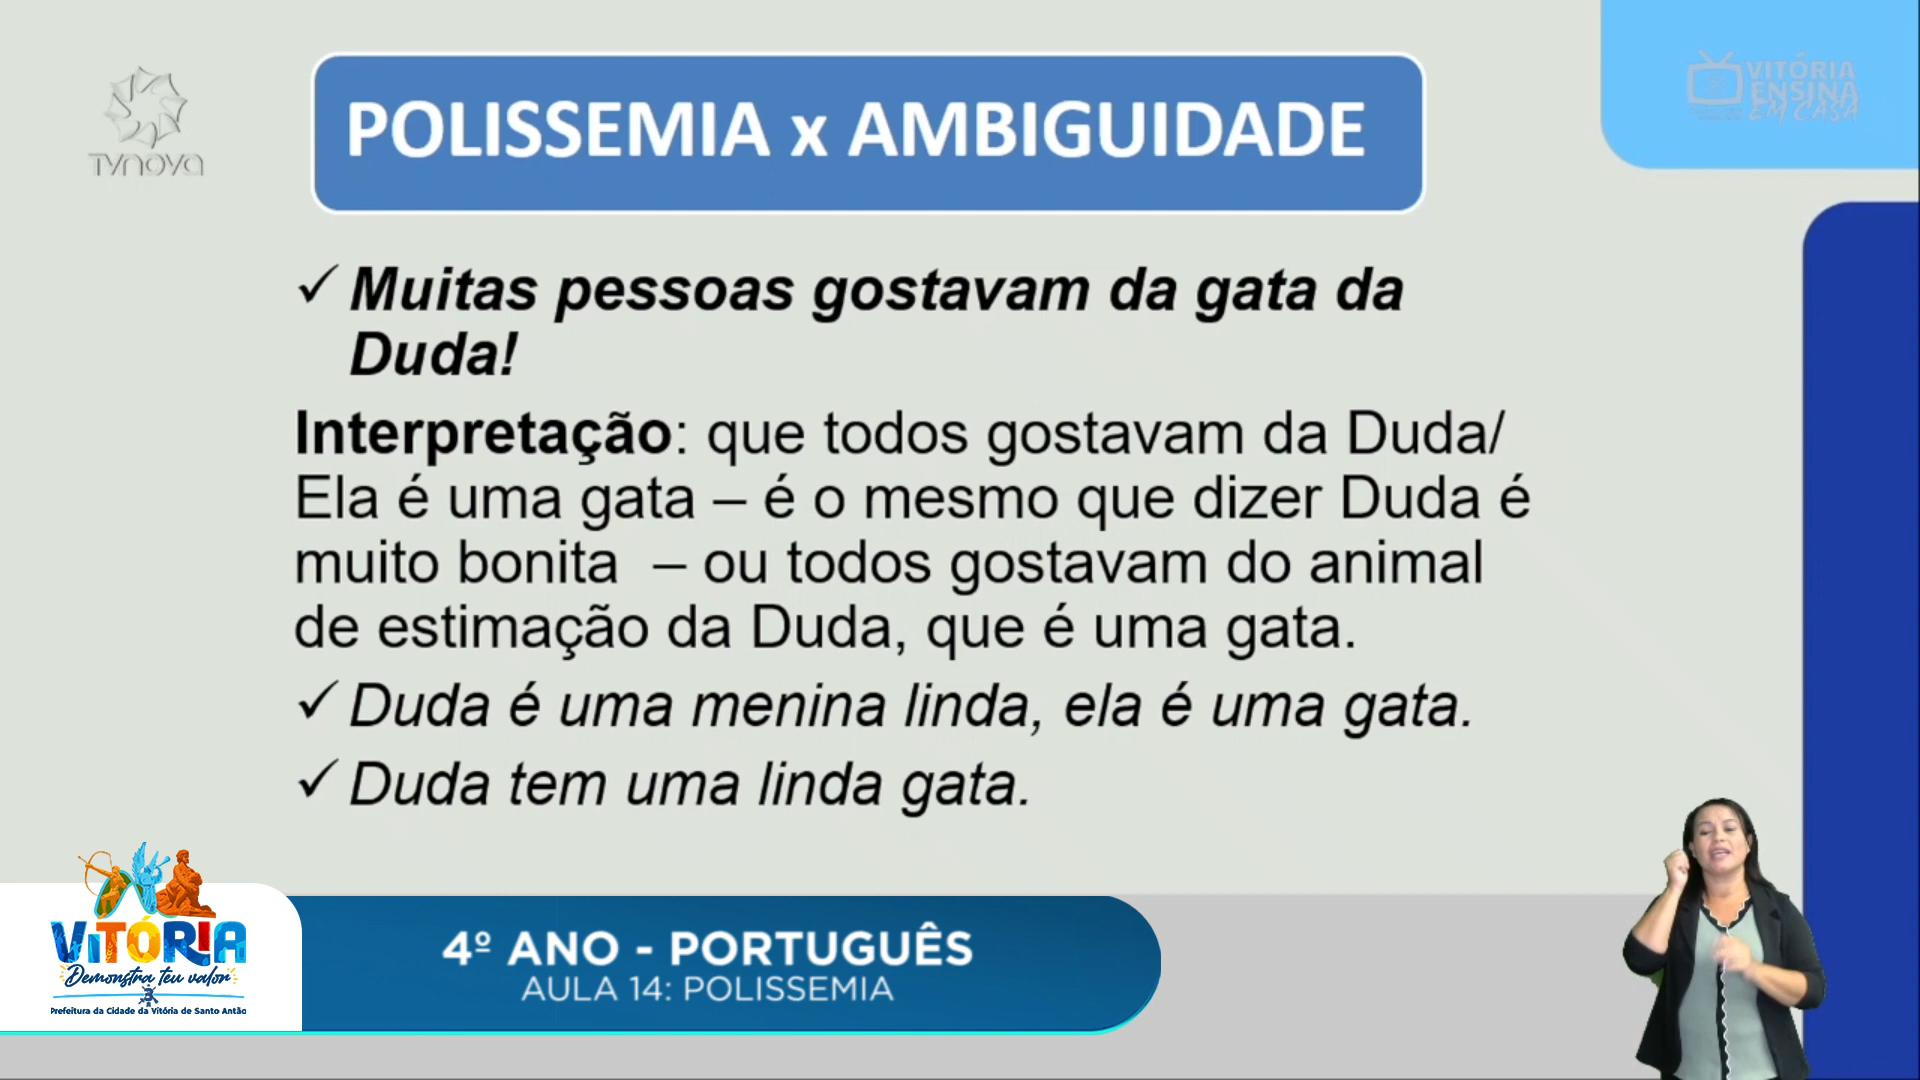 POLISSEMIA x AMBIGUIDADE
TVNOVA
VITÓRIA
ENSINA
EM CASA
✓ Muitas pessoas gostavam da gata da
Duda!
Interpretação: que todos gostavam da Duda/
Ela é uma gata – é o mesmo que dizer Duda é
muito bonita – ou todos gostavam do animal
de estimação da Duda, que é uma gata.
✓ Duda é uma menina linda, ela é uma gata.
✓ Duda tem uma linda gata.
VITÓRIA
Demonstra teu valor
Prefeitura da Cidade da Vitória de Santo Antão
4º ANO - PORTUGUÊS
AULA 14: POLISSEMIA